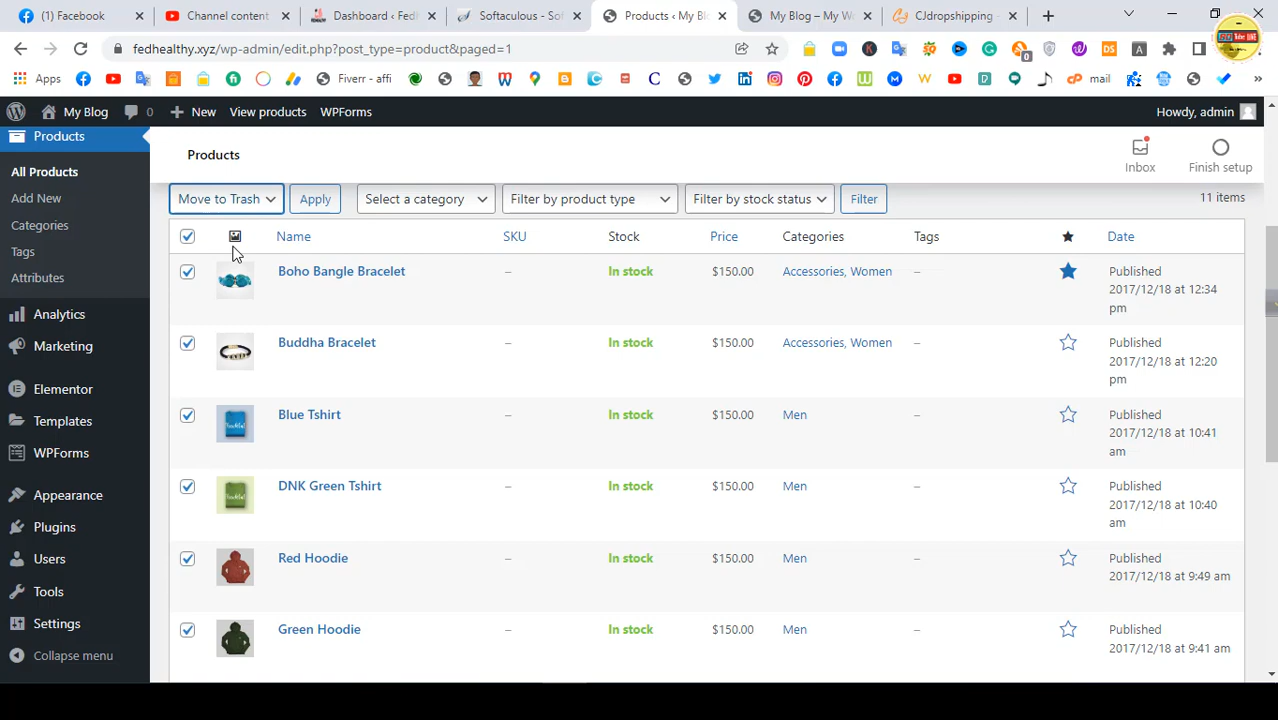 (1) Facebook
Channel content
Dashboard ‹ Fedh
Softaculous - Sof
Products ‹ My Blo
My Blog – My W
CJdropshipping -
fedhealthy.xyz/wp-admin/edit.php?post_type=product&paged=1
Apps
Fiverr - affi
mail
My Blog
0
New
View products
WPForms
Howdy, admin
Products
All Products
Add New
Categories
Tags
Attributes
Analytics
Marketing
Elementor
Templates
WPForms
Appearance
Plugins
Users
Tools
Settings
Collapse menu
Products
Inbox
Finish setup
Move to Trash
Apply
Select a category
Filter by product type
Filter by stock status
Filter
11 items
Name SKU Stock Price Categories Tags Date
Boho Bangle Bracelet – In stock $150.00 Accessories, Women – Published
2017/12/18 at 12:34
pm
Buddha Bracelet – In stock $150.00 Accessories, Women – Published
2017/12/18 at 12:20
pm
Blue Tshirt – In stock $150.00 Men – Published
2017/12/18 at 10:41
am
DNK Green Tshirt – In stock $150.00 Men – Published
2017/12/18 at 10:40
am
Red Hoodie – In stock $150.00 Men – Published
2017/12/18 at 9:49 am
Green Hoodie – In stock $150.00 Men – Published
2017/12/18 at 9:41 am